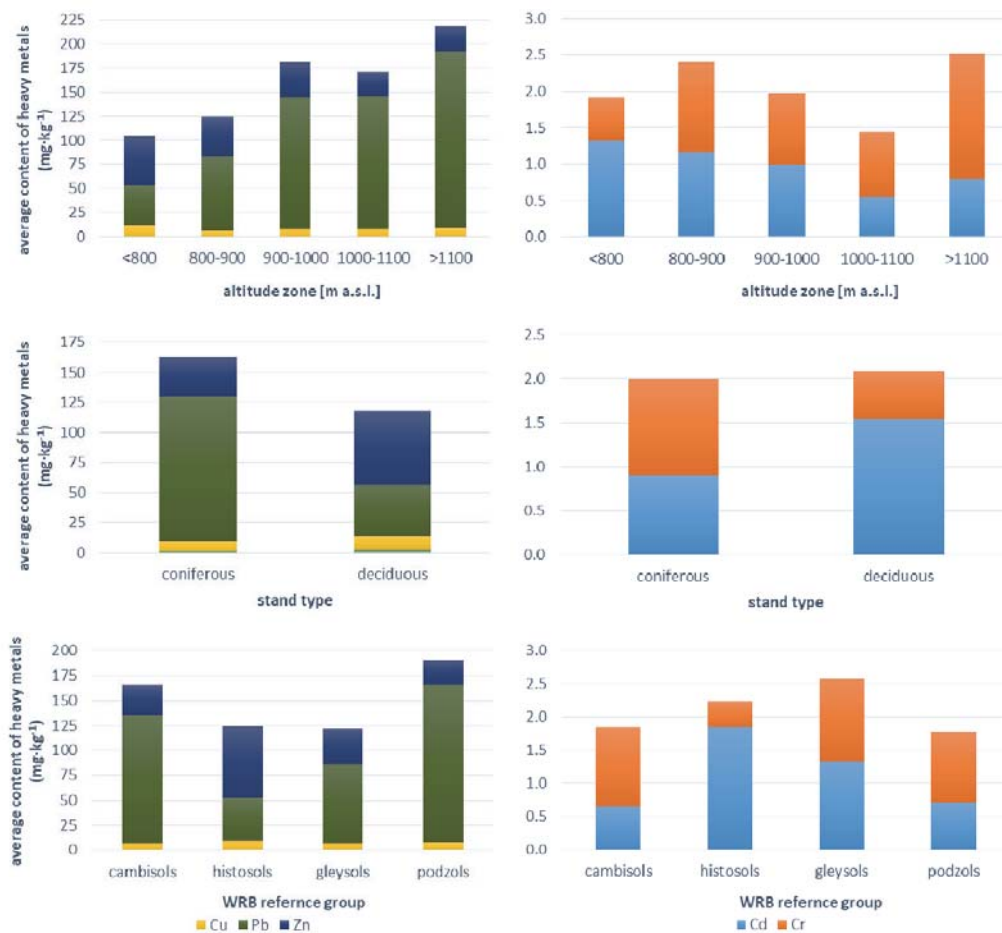 average content of heavy metals
(mg·kg⁻¹)
225
200
175
150
125
100
75
50
25
0
<800
800-900
900-1000
1000-1100
>1100
altitude zone [m a.s.l.]
3.0
2.5
2.0
1.5
1.0
0.5
0.0
<800
800-900
900-1000
1000-1100
>1100
altitude zone [m a.s.l.]
average content of heavy metals
(mg·kg⁻¹)
175
150
125
100
75
50
25
0
coniferous
deciduous
stand type
2.5
2.0
1.5
1.0
0.5
0.0
coniferous
deciduous
stand type
average content of heavy metals
(mg·kg⁻¹)
200
175
150
125
100
75
50
25
0
cambisols
histosols
gleysols
podzols
WRB refernce group
Cu Pb Zn
3.0
2.5
2.0
1.5
1.0
0.5
0.0
cambisols
histosols
gleysols
podzols
WRB refernce group
Cd Cr